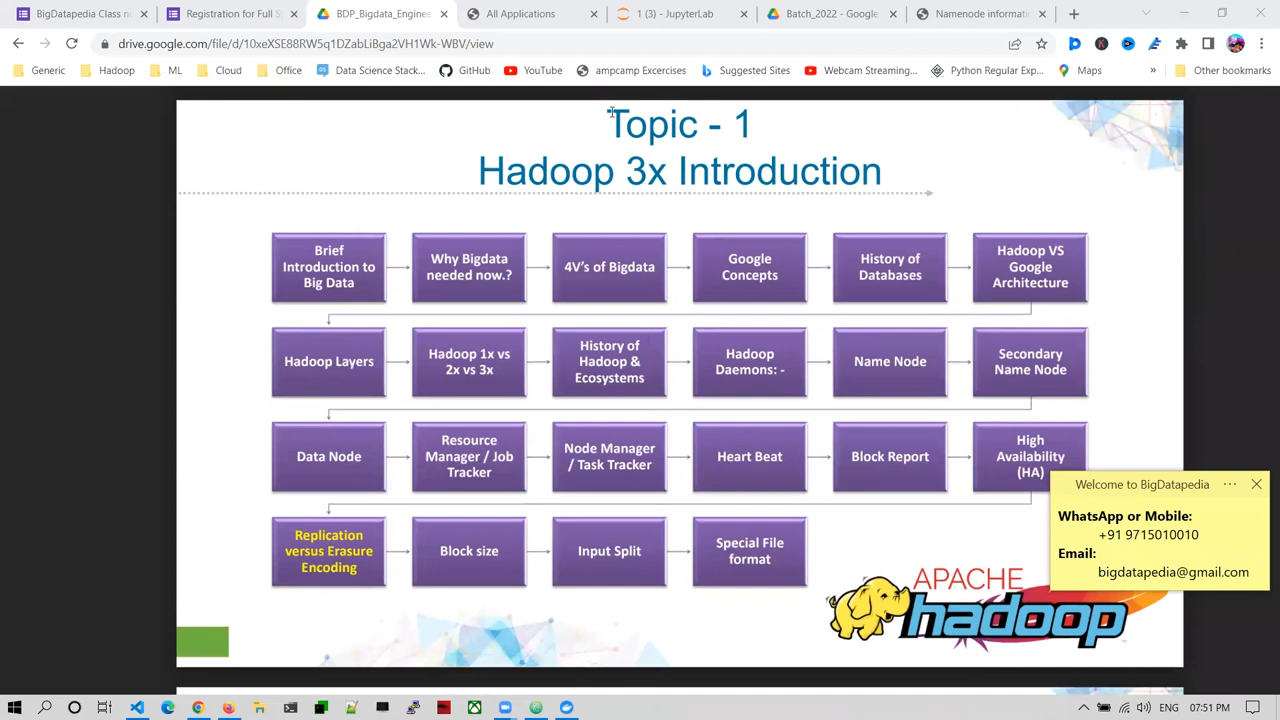 BigDatapedia Class no
Registration for Full S
BDP_Bigdata_Enginee
All Applications
1 (3) - JupyterLab
Batch_2022 - Google
Namenode informati
drive.google.com/file/d/10xeXSE88RW5q1DZabLiBga2VH1Wk-WPV/view
Generic
Hadoop
ML
Cloud
Office
Data Science Stack...
GitHub
YouTube
ampcamp Excercises
Suggested Sites
Webcam Streaming...
Python Regular Exp...
Maps
»
Other bookmarks
Topic - 1
Hadoop 3x Introduction
Brief
Introduction to
Big Data
Why Bigdata
needed now.?
4V's of Bigdata
Google
Concepts
History of
Databases
Hadoop VS
Google
Architecture
Hadoop Layers
Hadoop 1x vs
2x vs 3x
History of
Hadoop &
Ecosystems
Hadoop
Daemons: -
Name Node
Secondary
Name Node
Data Node
Resource
Manager / Job
Tracker
Node Manager
/ Task Tracker
Heart Beat
Block Report
High
Availability
(HA)
Replication
versus Erasure
Encoding
Block size
Input Split
Special File
format
APACHE
hadoop
Welcome to BigDatapedia
WhatsApp or Mobile:
+91 9715010010
Email:
bigdatapedia@gmail.com
ENG
07:51 PM